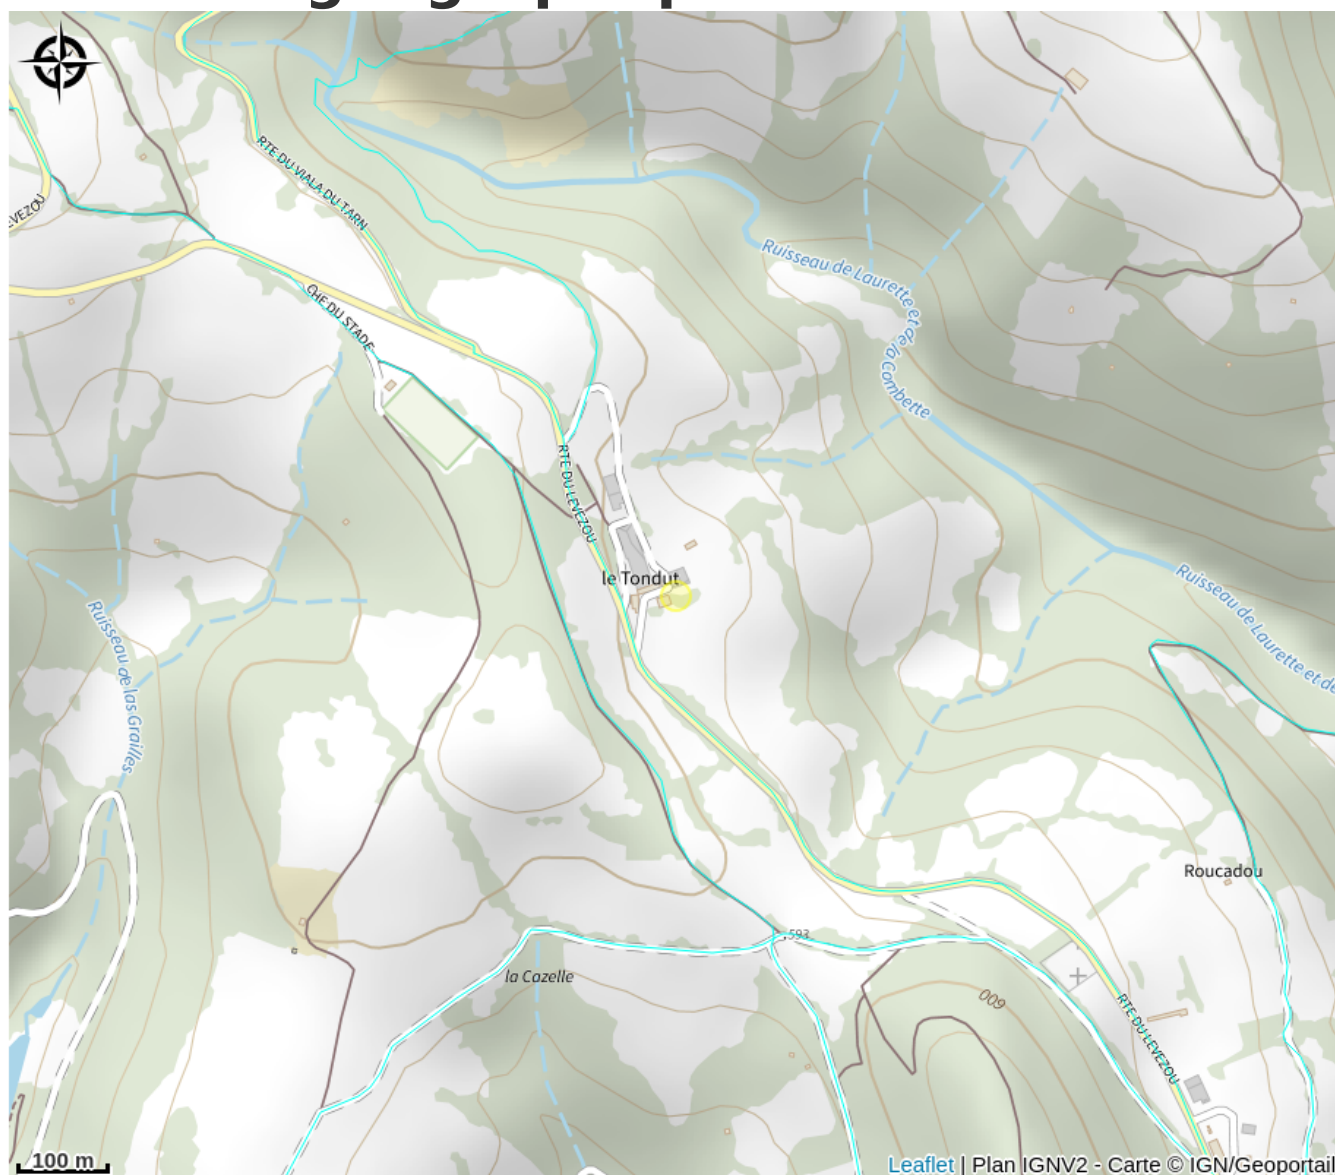 RTE DU VIALA DU TARN
EVEZOU
Ruisseau de Laurette et de
la Combette
CHE DU STADE
RTE DU LEVEZOU
le Tondut
Ruisseau de Laurette et de
Ruisseau de las Grailles
Roucadou
593
la Cazelle
600
RTE DU LEVEZOU
100 m
Leaflet | Plan IGNV2 - Carte © IGN/Geoportail